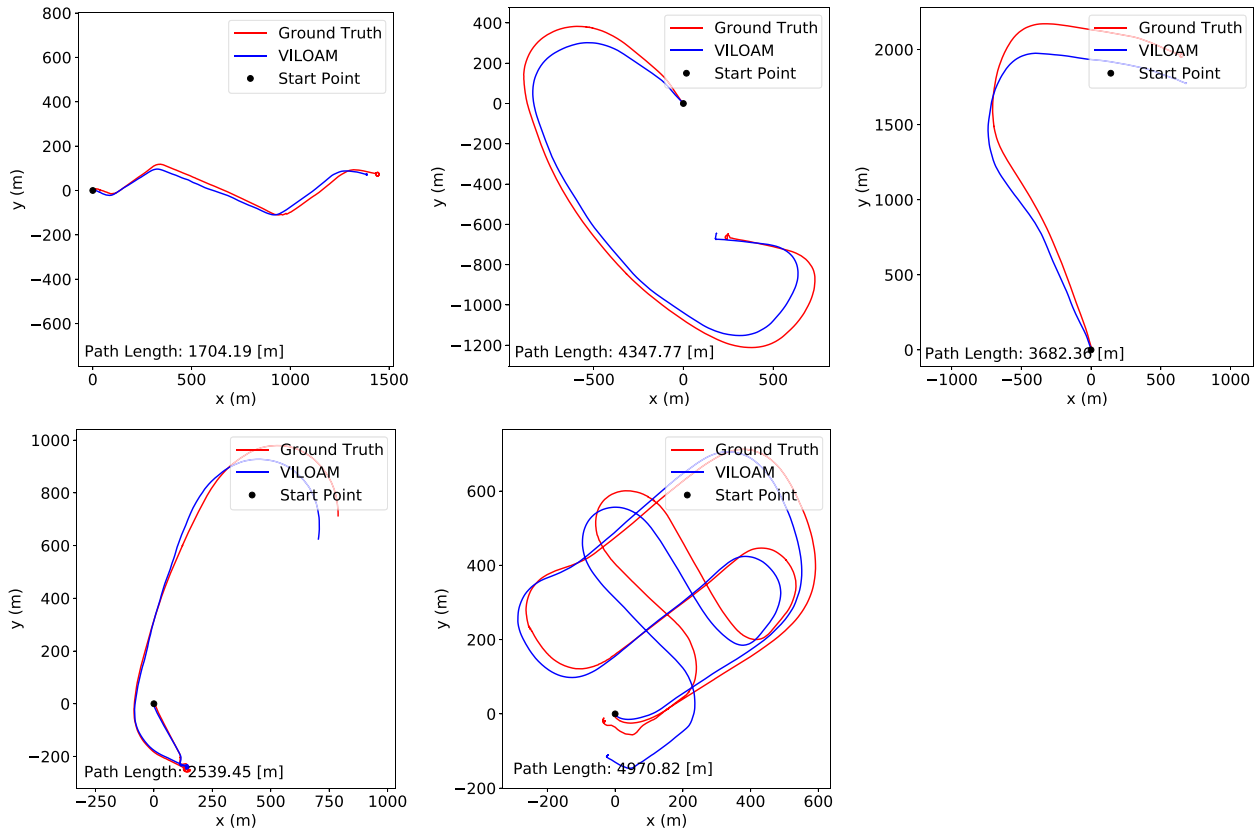 800
600
400
200
0
−200
−400
−600
y (m)
0
500
1000
1500
x (m)
Ground Truth
VILOAM
Start Point
Path Length: 1704.19 [m]
400
200
0
−200
−400
−600
−800
−1000
−1200
y (m)
−500
0
500
x (m)
Ground Truth
VILOAM
Start Point
Path Length: 4347.77 [m]
2000
1500
1000
500
0
y (m)
−1000
−500
0
500
1000
x (m)
Ground Truth
VILOAM
Start Point
Path Length: 3682.36 [m]
1000
800
600
400
200
0
−200
y (m)
−250
0
250
500
750
1000
x (m)
Ground Truth
VILOAM
Start Point
Path Length: 2539.45 [m]
600
400
200
0
−200
y (m)
−200
0
200
400
600
x (m)
Ground Truth
VILOAM
Start Point
Path Length: 4970.82 [m]